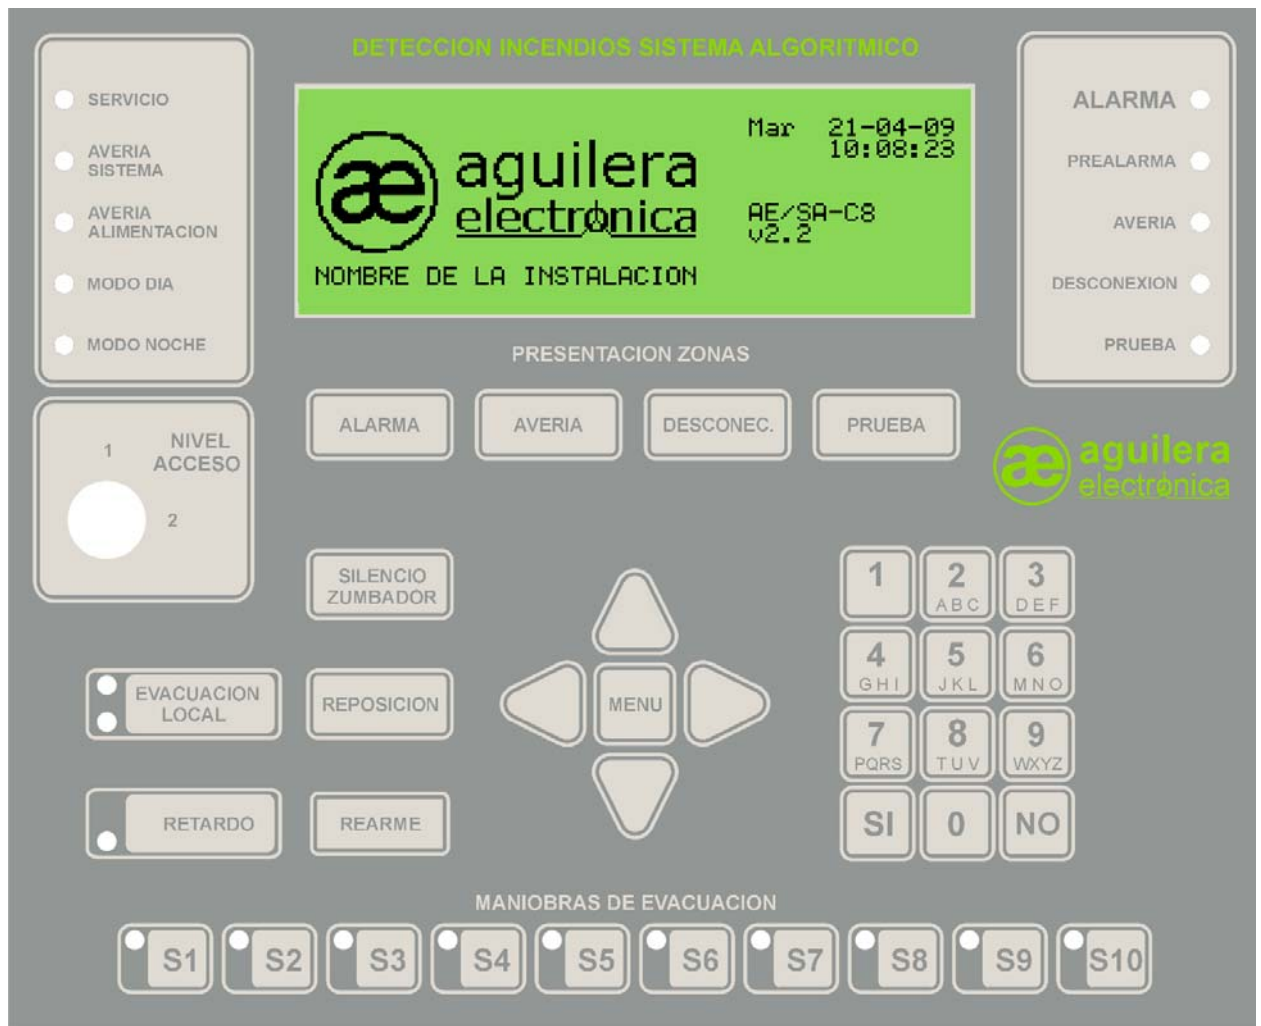 DETECCION INCENDIOS SISTEMA ALGORITMICO
SERVICIO
AVERIA
SISTEMA
AVERIA
ALIMENTACION
MODO DIA
MODO NOCHE
Mar 21-04-09
10:08:23
æ aguilera
electrónica
AE/SA-C8
v2.2
NOMBRE DE LA INSTALACION
ALARMA
PREALARMA
AVERIA
DESCONEXION
PRUEBA
PRESENTACION ZONAS
ALARMA
AVERIA
DESCONEC.
PRUEBA
1
NIVEL
ACCESO
2
æ aguilera
electrónica
SILENCIO
ZUMBADOR
EVACUACION
LOCAL
REPOSICION
RETARDO
REARME
MENU
1
2
ABC
3
DEF
4
GHI
5
JKL
6
MNO
7
PQRS
8
TUV
9
WXYZ
SI
0
NO
MANIOBRAS DE EVACUACION
S1
S2
S3
S4
S5
S6
S7
S8
S9
S10